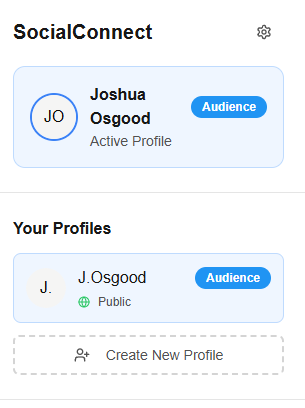 SocialConnect
JO
Joshua
Osgood
Audience
Active Profile
Your Profiles
J.
J.Osgood
Audience
Public
Create New Profile